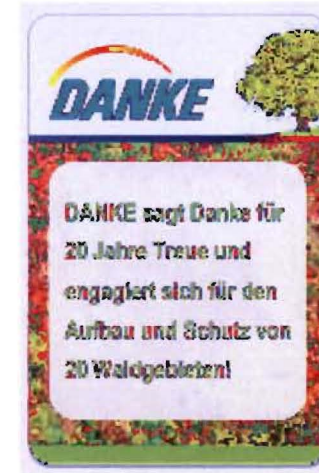 DANKE
DANKE sagt Danke für
20 Jahre Treue und
engagiert sich für den
Aufbau und Schutz von
20 Waldgebieten!